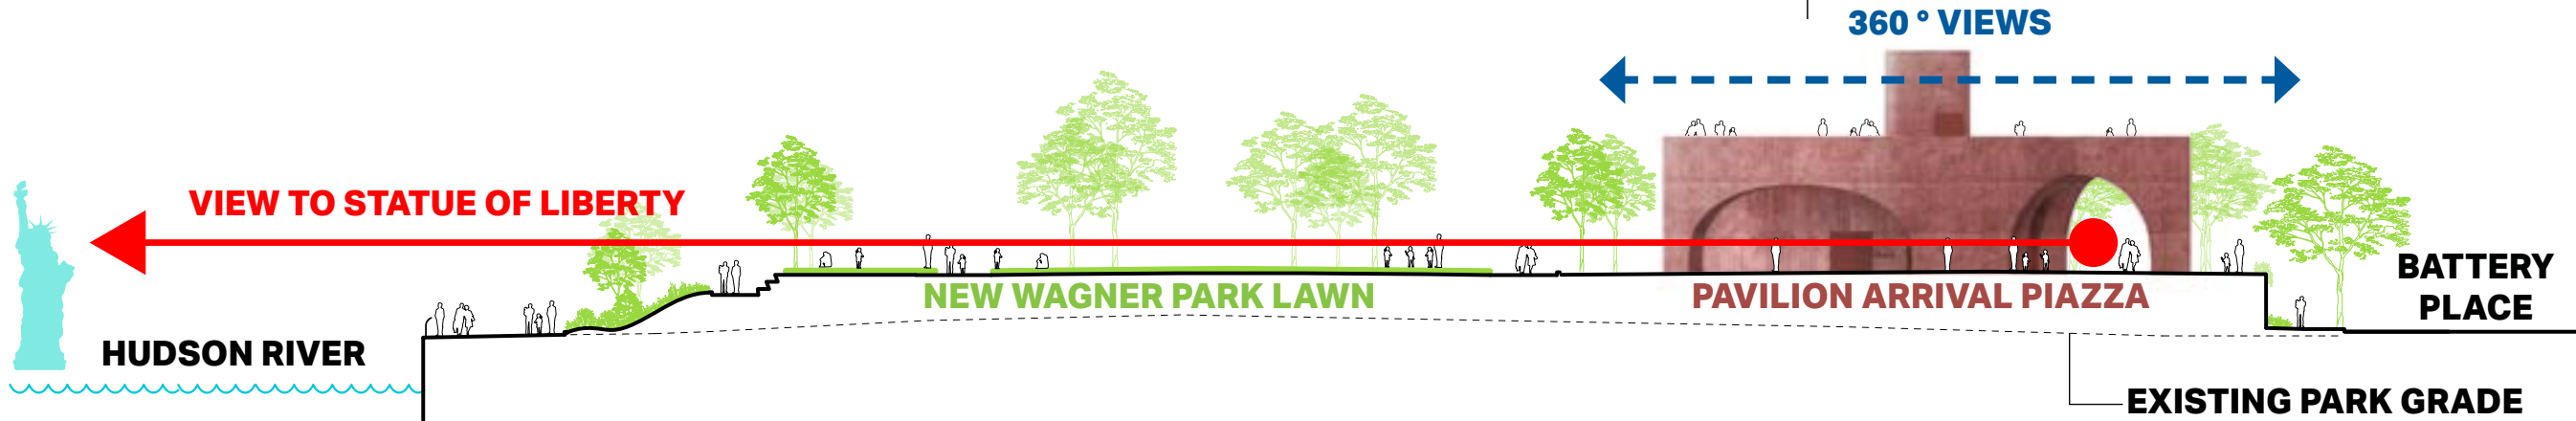 360 ° VIEWS
VIEW TO STATUE OF LIBERTY
NEW WAGNER PARK LAWN
PAVILION ARRIVAL PIAZZA
BATTERY
PLACE
HUDSON RIVER
EXISTING PARK GRADE